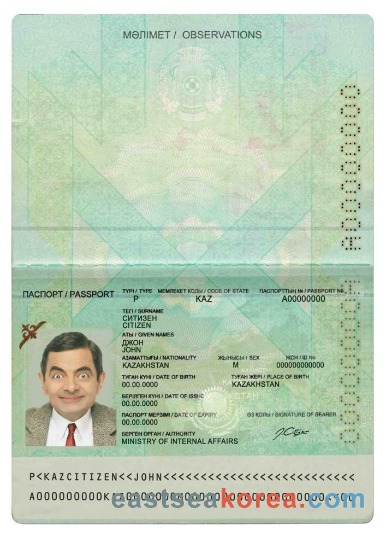 МӘЛІМЕТ / OBSERVATIONS
A00000000
ПАСПОРТ / PASSPORT
ТҮРІ / TYPE МЕМЛЕКЕТ КОДЫ / CODE OF STATE ПАСПОРТТЫҢ № / PASSPORT №
P KAZ A00000000
ТЕГІ / SURNAME
СИТИЗЕН
CITIZEN
АТЫ / GIVEN NAMES
ДЖОН
JOHN
АЗАМАТТЫҒЫ / NATIONALITY ЖЫНЫСЫ / SEX ЖСН / ID №
KAZAKHSTAN M 000000000000
ТУҒАН КҮНІ / DATE OF BIRTH ТУҒАН ЖЕРІ / PLACE OF BIRTH
00.00.0000 KAZAKHSTAN
БЕРІЛГЕН КҮНІ / DATE OF ISSUE
00.00.0000
ПАСПОРТ МЕРЗІМІ / DATE OF EXPIRY ӨЗ ҚОЛЫ / SIGNATURE OF BEARER
00.00.0000
БЕРГЕН ОРГАН / AUTHORITY
MINISTRY OF INTERNAL AFFAIRS
P<KAZCITIZEN<<JOHN<<<<<<<<<<<<<<<<<<<<<<<<<<
eastseakorea.com